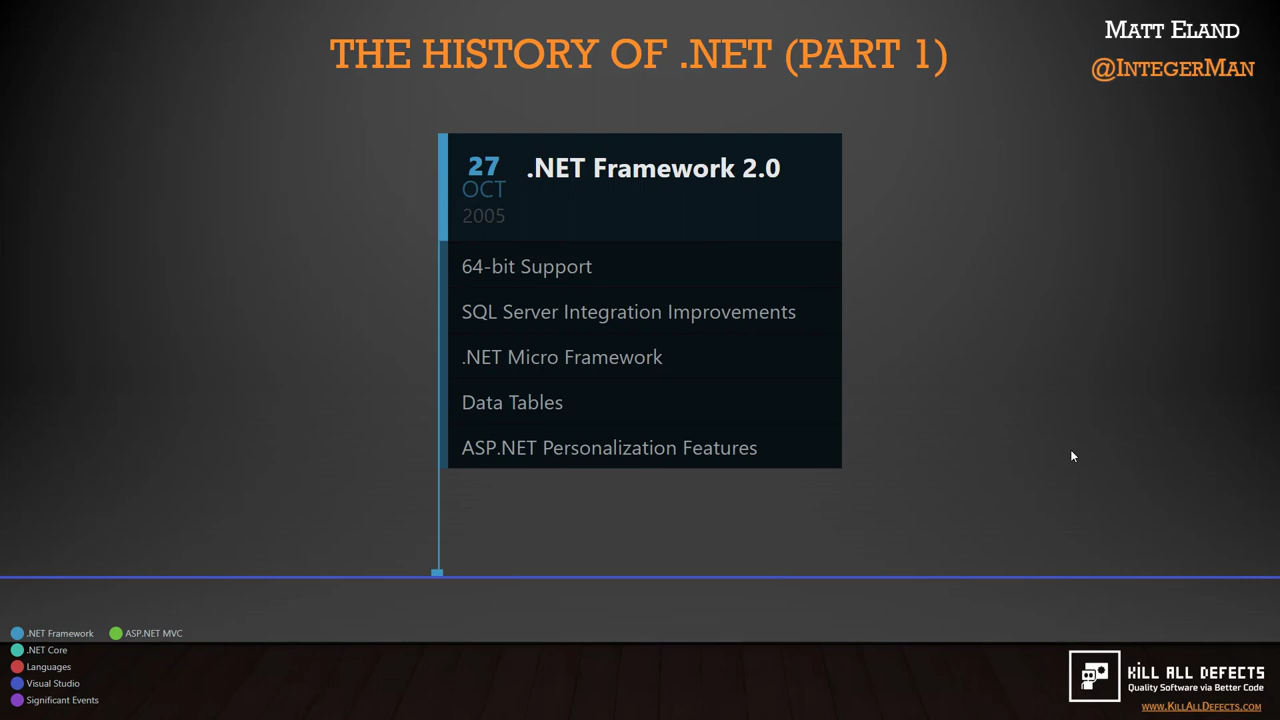 THE HISTORY OF .NET (PART 1)
MATT ELAND
@INTEGERMAN
27
OCT
2005
.NET Framework 2.0
64-bit Support
SQL Server Integration Improvements
.NET Micro Framework
Data Tables
ASP.NET Personalization Features
.NET Framework
ASP.NET MVC
.NET Core
Languages
Visual Studio
Significant Events
KILL ALL DEFECTS
Quality Software via Better Code
WWW.KILLALLDEFECTS.COM